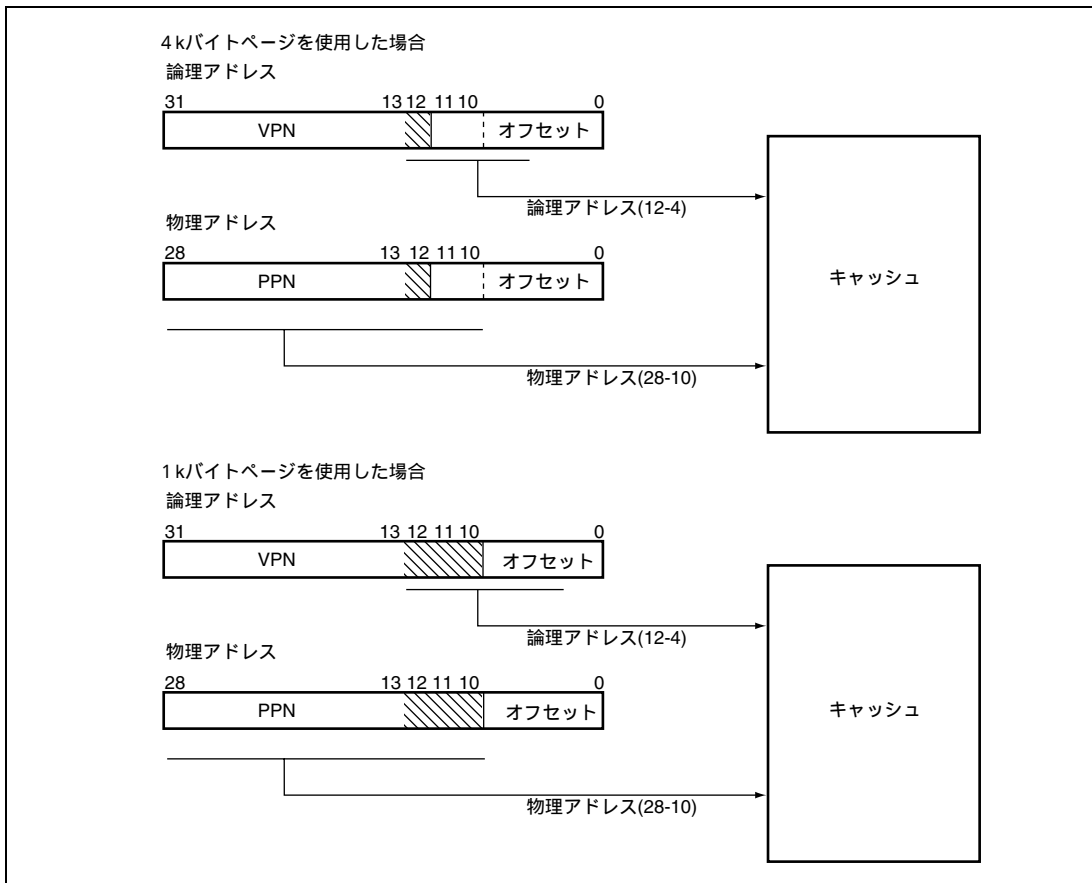 4 kバイトページを使用した場合
論理アドレス
31 13 12 11 10 0
VPN オフセット
論理アドレス(12-4)
物理アドレス
28 13 12 11 10 0
PPN オフセット
キャッシュ
物理アドレス(28-10)
1 kバイトページを使用した場合
論理アドレス
31 13 12 11 10 0
VPN オフセット
論理アドレス(12-4)
物理アドレス
28 13 12 11 10 0
PPN オフセット
キャッシュ
物理アドレス(28-10)